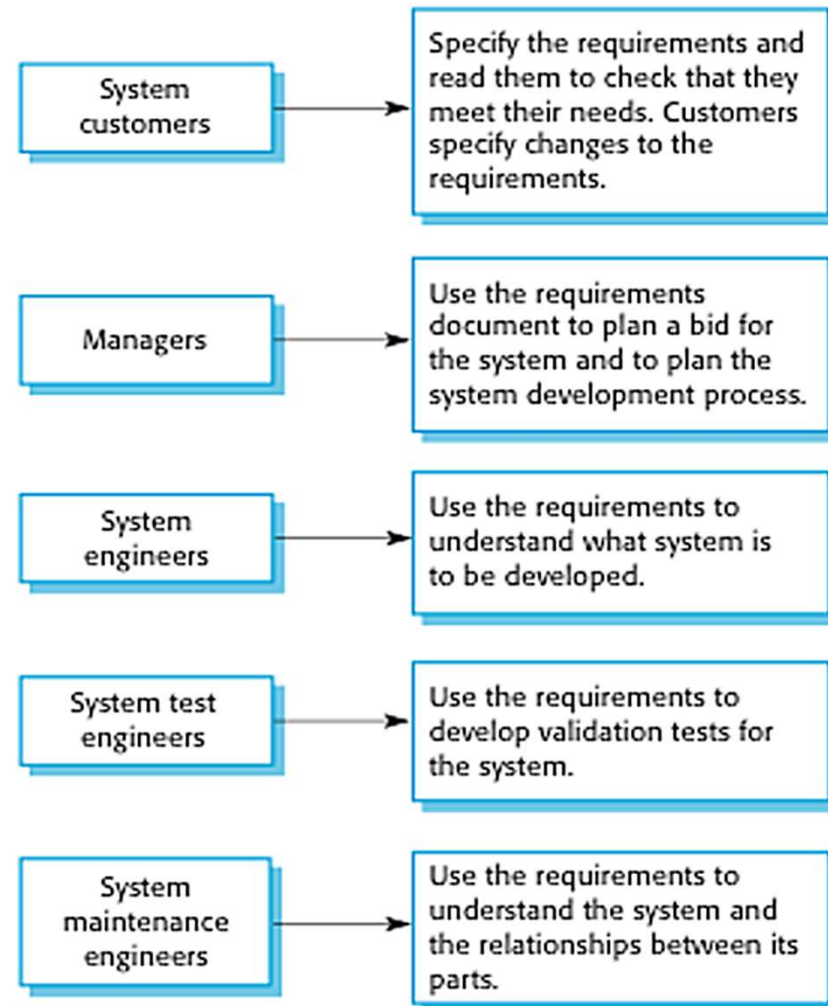 System
customers
Specify the requirements and
read them to check that they
meet their needs. Customers
specify changes to the
requirements.
Managers
Use the requirements
document to plan a bid for
the system and to plan the
system development process.
System
engineers
Use the requirements to
understand what system is
to be developed.
System test
engineers
Use the requirements to
develop validation tests for
the system.
System
maintenance
engineers
Use the requirements to
understand the system and
the relationships between its
parts.